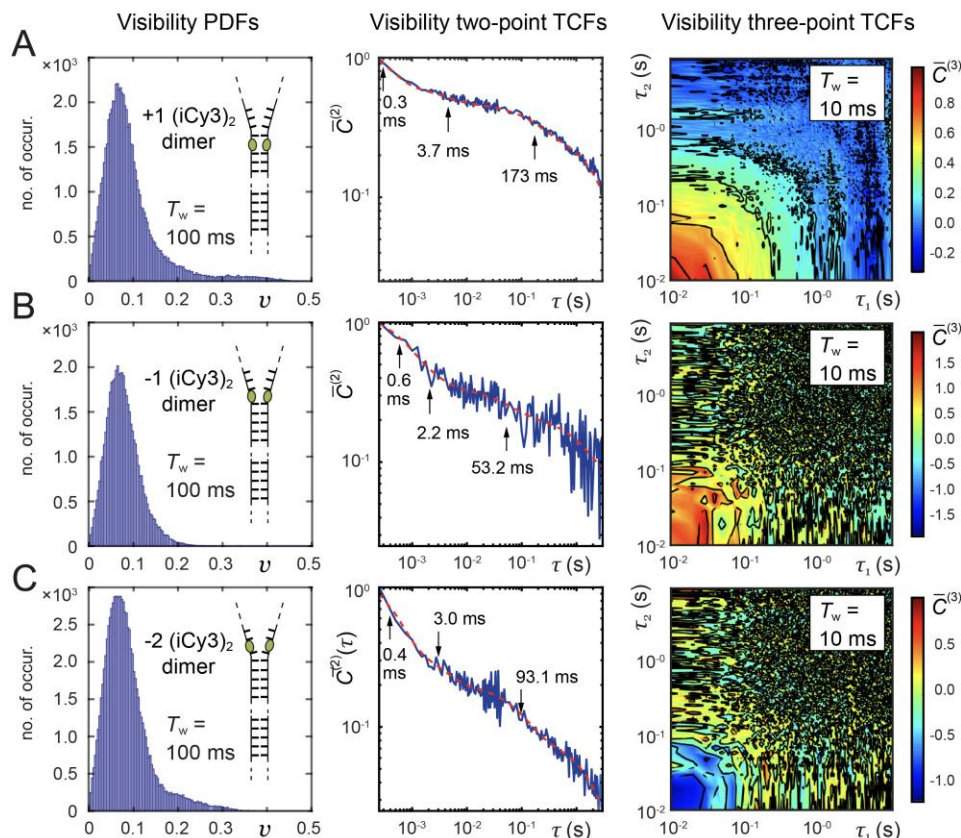 Visibility PDFs
Visibility two-point TCFs
Visibility three-point TCFs
A
×10³
2.0
1.5
1.0
0.5
0
no. of occur.
+1 (iCy3)₂
dimer
T_w =
100 ms
0 0.1 0.2 υ 0.4 0.5
10⁰
10⁻¹
C̄⁽²⁾
0.3
ms
3.7 ms
173 ms
10⁻³ 10⁻² 10⁻¹ τ (s)
τ₂ (s)
10⁻⁰
10⁻¹
10⁻²
T_w =
10 ms
10⁻² 10⁻¹ 10⁻⁰ τ₁ (s)
C̄⁽³⁾
0.8
0.6
0.4
0.2
0.0
-0.2
B
×10³
2.0
1.5
1.0
0.5
0
no. of occur.
-1 (iCy3)₂
dimer
T_w =
100 ms
0 0.1 0.2 υ 0.4 0.5
10⁰
10⁻¹
C̄⁽²⁾
0.6
ms
2.2 ms
53.2 ms
10⁻³ 10⁻² 10⁻¹ τ (s)
τ₂ (s)
10⁻⁰
10⁻¹
10⁻²
T_w =
10 ms
10⁻² 10⁻¹ 10⁻⁰ τ₁ (s)
C̄⁽³⁾
1.5
1.0
0.5
0.0
-0.5
-1.0
-1.5
C
×10³
2.5
2.0
1.5
1.0
0.5
0
no. of occur.
-2 (iCy3)₂
dimer
T_w =
100 ms
0 0.1 0.2 υ 0.4 0.5
10⁰
10⁻¹
C̄⁽²⁾(τ)
0.4
ms
3.0 ms
93.1 ms
10⁻³ 10⁻² 10⁻¹ τ (s)
τ₂ (s)
10⁻⁰
10⁻¹
10⁻²
T_w =
10 ms
10⁻² 10⁻¹ 10⁻⁰ τ₁ (s)
C̄⁽³⁾
0.5
0.0
-0.5
-1.0